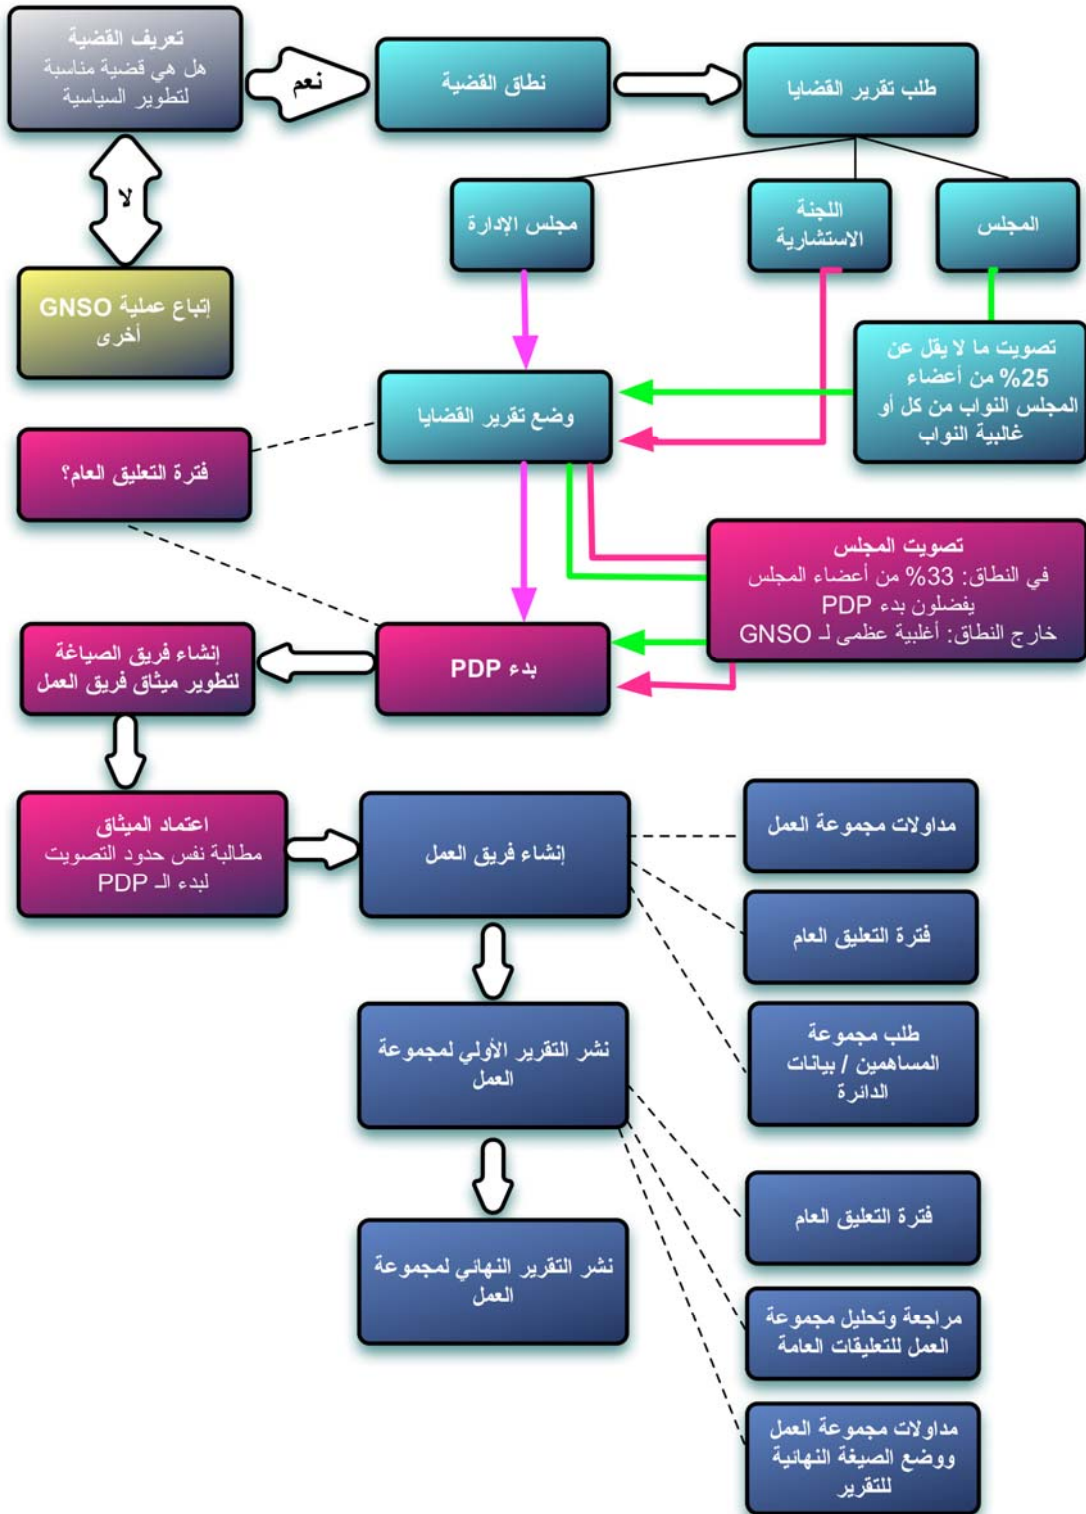 تعريف القضية
هل هي قضية مناسبة
لتطوير السياسية
نعم
نطاق القضية
طلب تقرير القضايا
لا
إتباع عملية GNSO
أخرى
مجلس الإدارة
اللجنة
الاستشارية
المجلس
تصويت ما لا يقل عن
25% من أعضاء
المجلس النواب من كل أو
غالبية النواب
وضع تقرير القضايا
فترة التعليق العام؟
تصويت المجلس
في النطاق: 33% من أعضاء المجلس
يفضلون بدء PDP
خارج النطاق: أغلبية عظمى لـ GNSO
بدء PDP
إنشاء فريق الصياغة
لتطوير ميثاق فريق العمل
اعتماد الميثاق
مطالبة نفس حدود التصويت
لبدء الـ PDP
إنشاء فريق العمل
مداولات مجموعة العمل
فترة التعليق العام
طلب مجموعة
المساهمين / بيانات
الدائرة
نشر التقرير الأولي لمجموعة
العمل
فترة التعليق العام
مراجعة وتحليل مجموعة
العمل للتعليقات العامة
مداولات مجموعة العمل
ووضع الصيغة النهائية
للتقرير
نشر التقرير النهائي لمجموعة
العمل